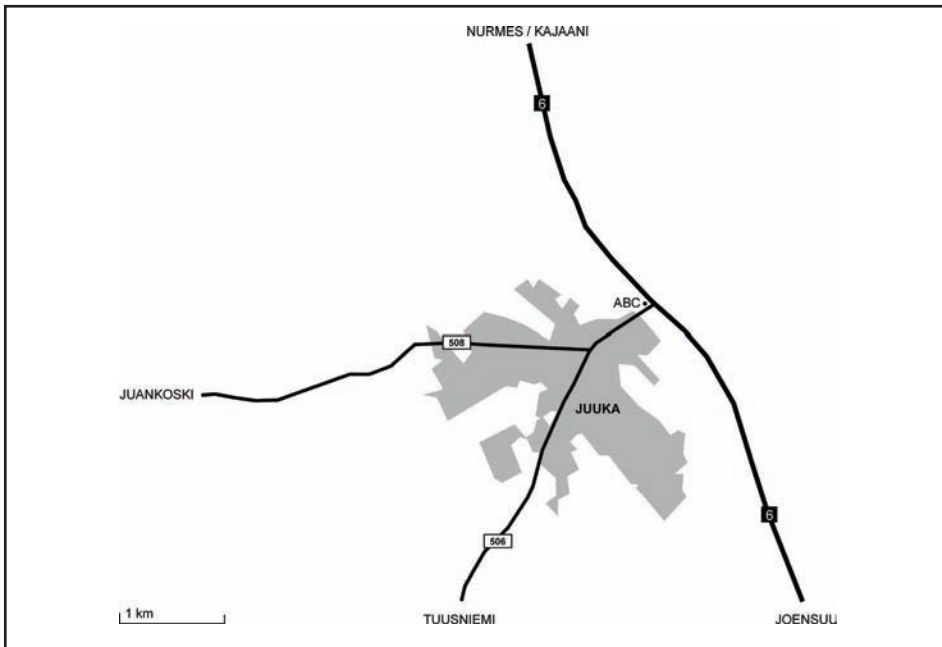 NURMES / KAJAANI
6
ABC
508
JUANKOSKI
JUUKA
6
506
1 km
TUUSNIEMI
JOENSUU